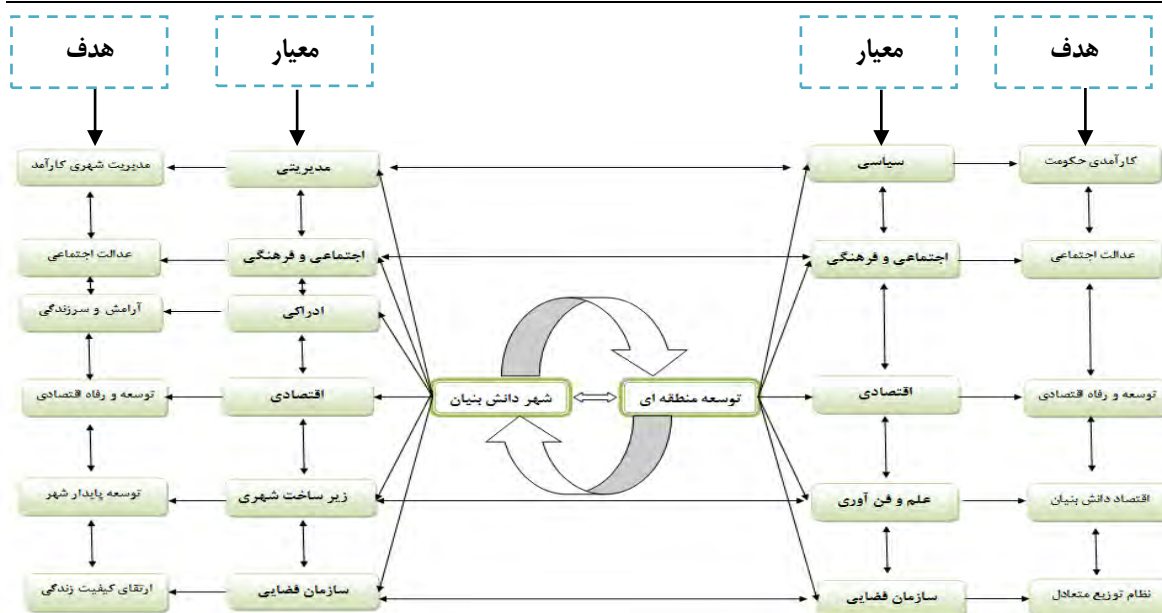 هدف
معیار
معیار
هدف
کارآمدی حکومت
سیاسی
مدیریتی
مدیریت شهری کارآمد
عدالت اجتماعی
اجتماعی و فرهنگی
اجتماعی و فرهنگی
عدالت اجتماعی
ادراکی
آرامش و سرزندگی
توسعه و رفاه اقتصادی
اقتصادی
توسعه منطقه ای
شهر دانش بنیان
اقتصادی
توسعه و رفاه اقتصادی
اقتصاد دانش بنیان
علم و فن آوری
زیر ساخت شهری
توسعه پایدار شهر
نظام توزیع متعادل
سازمان فضایی
سازمان فضایی
ارتقای کیفیت زندگی